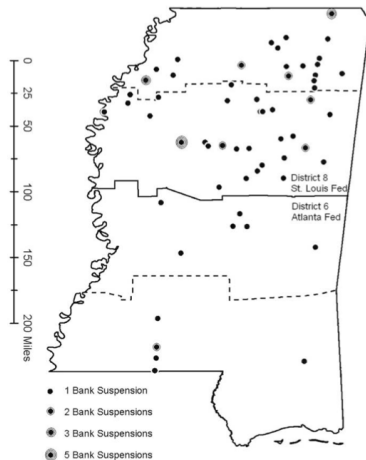 0
25
50
100
150
200 Miles
District 8
St. Louis Fed
District 6
Atlanta Fed
1 Bank Suspension
2 Bank Suspensions
3 Bank Suspensions
5 Bank Suspensions